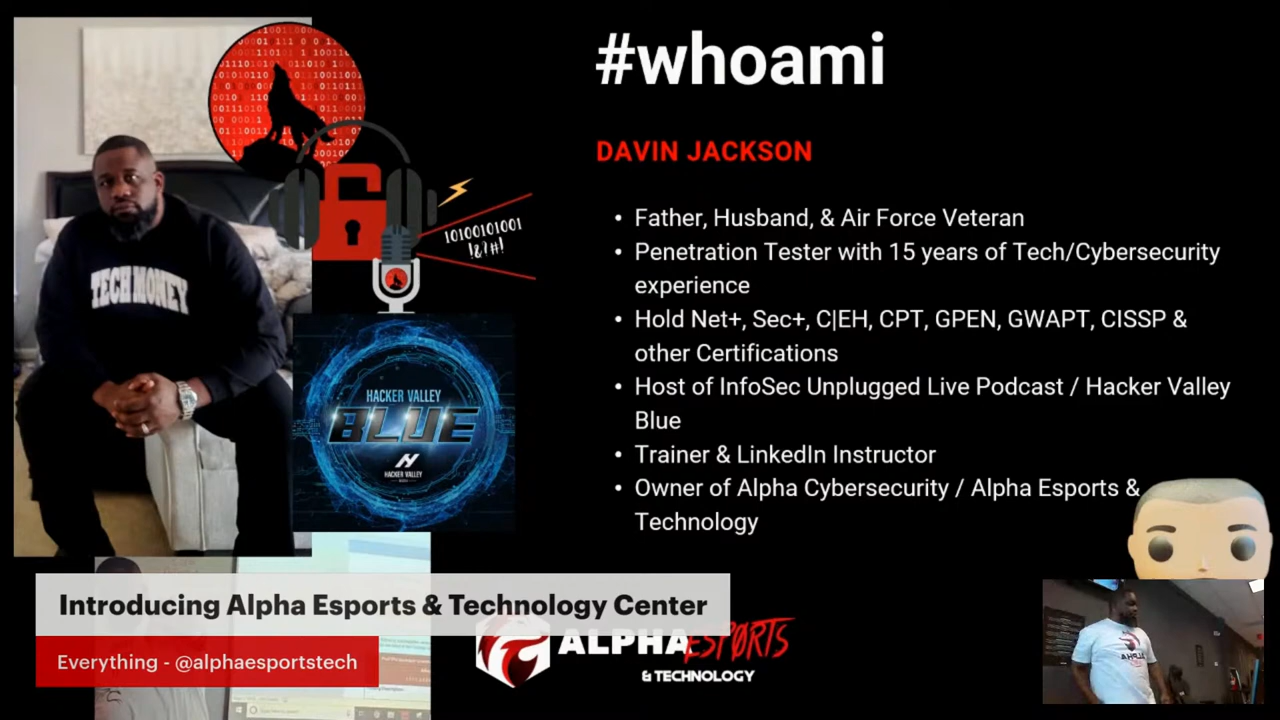 #whoami
DAVIN JACKSON
• Father, Husband, & Air Force Veteran
• Penetration Tester with 15 years of Tech/Cybersecurity
experience
• Hold Net+, Sec+, C|EH, CPT, GPEN, GWAPT, CISSP &
other Certifications
• Host of InfoSec Unplugged Live Podcast / Hacker Valley
Blue
• Trainer & LinkedIn Instructor
• Owner of Alpha Cybersecurity / Alpha Esports &
Technology
TECH MONEY
10100101001
!&?#!
HACKER VALLEY
BLUE
HACKER VALLEY
Introducing Alpha Esports & Technology Center
Everything - @alphaesportstech
ALPHA ESPORTS
& TECHNOLOGY